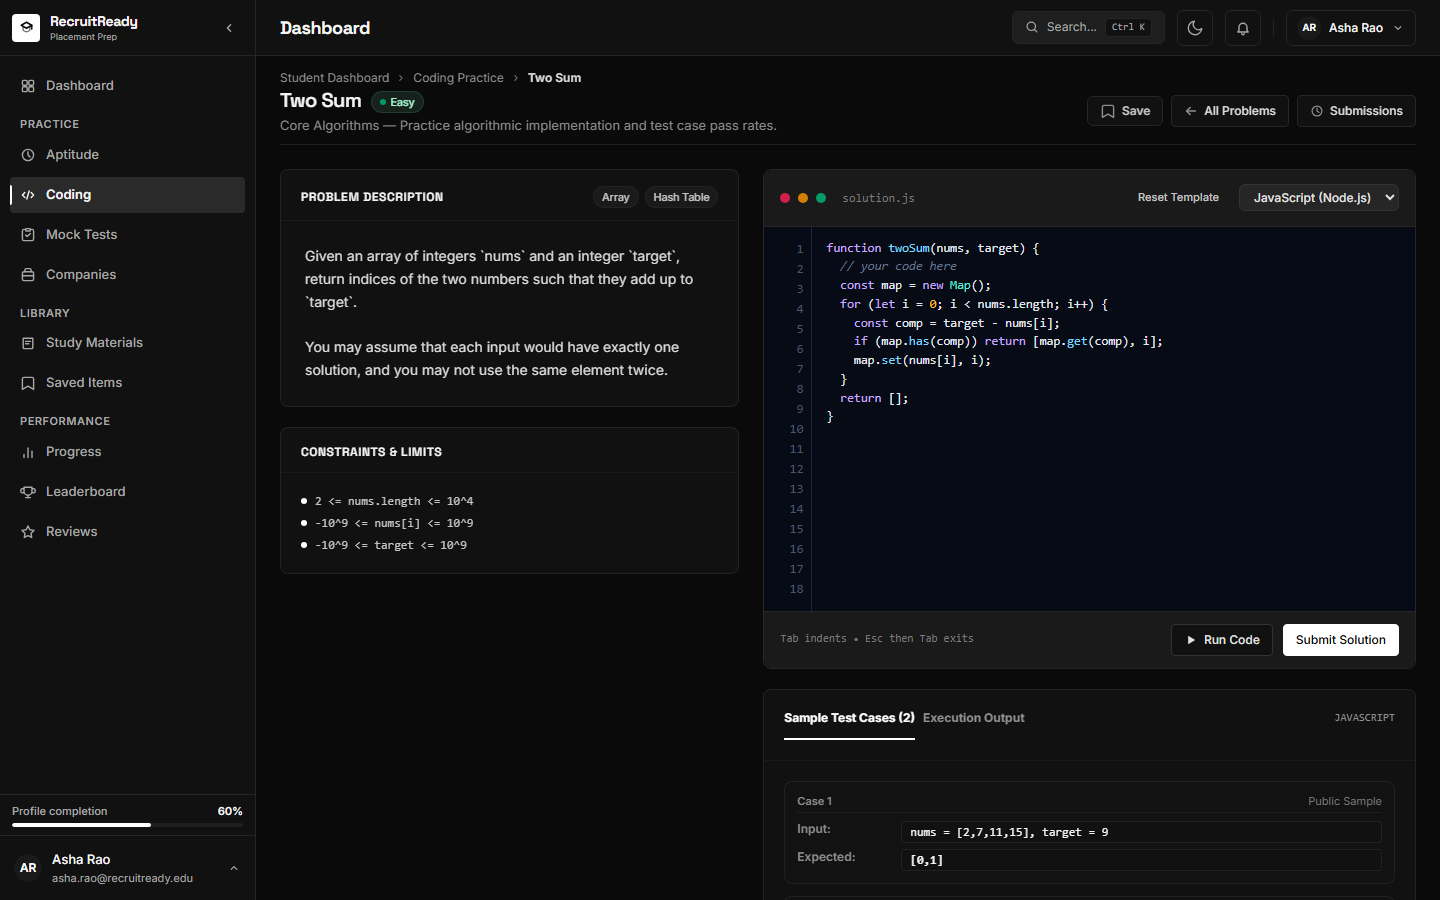 RecruitReady
Placement Prep
Dashboard
PRACTICE
Aptitude
Coding
Mock Tests
Companies
LIBRARY
Study Materials
Saved Items
PERFORMANCE
Progress
Leaderboard
Reviews
Profile completion 60%
AR Asha Rao
asha.rao@recruitready.edu
Dashboard
Search... Ctrl K
AR Asha Rao
Student Dashboard › Coding Practice › Two Sum
Two Sum Easy
Core Algorithms — Practice algorithmic implementation and test case pass rates.
Save
All Problems
Submissions
PROBLEM DESCRIPTION Array Hash Table
Given an array of integers `nums` and an integer `target`,
return indices of the two numbers such that they add up to
`target`.
You may assume that each input would have exactly one
solution, and you may not use the same element twice.
CONSTRAINTS & LIMITS
2 <= nums.length <= 10^4
-10^9 <= nums[i] <= 10^9
-10^9 <= target <= 10^9
solution.js Reset Template JavaScript (Node.js)
1 function twoSum(nums, target) {
2 // your code here
3 const map = new Map();
4 for (let i = 0; i < nums.length; i++) {
5 const comp = target - nums[i];
6 if (map.has(comp)) return [map.get(comp), i];
7 map.set(nums[i], i);
8 }
9 return [];
10 }
11
12
13
14
15
16
17
18
Tab indents • Esc then Tab exits
Run Code
Submit Solution
Sample Test Cases (2) Execution Output JAVASCRIPT
Case 1 Public Sample
Input: nums = [2,7,11,15], target = 9
Expected: [0,1]